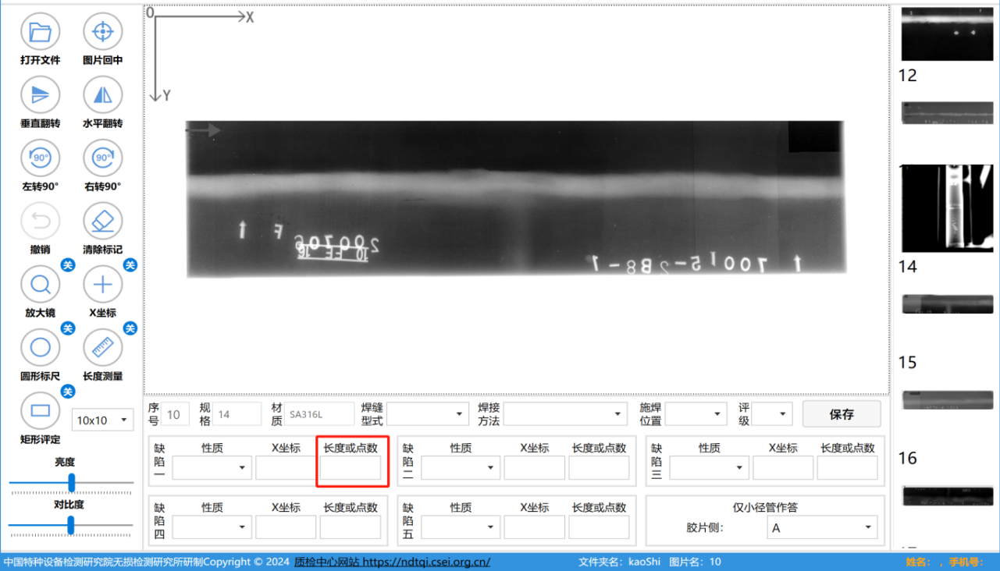 0
X
Y
打开文件 图片回中
垂直翻转 水平翻转
90° 90°
左转90° 右转90°
撤销 清除标记
关 关
放大镜 X坐标
关 关
圆形标尺 长度测量
关
矩形评定
10x10
亮度
对比度
12
14
15
16
序号 10 规格 14 材质 SA316L 焊缝型式 焊接方法 施焊位置 评级 保存
缺陷一 性质 X坐标 长度或点数
缺陷二 性质 X坐标 长度或点数
缺陷三 性质 X坐标 长度或点数
缺陷四 性质 X坐标 长度或点数
缺陷五 性质 X坐标 长度或点数
仅小径管作答
胶片侧: A
中国特种设备检测研究院无损检测研究所研制Copyright © 2024 质检中心网站 https://ndtqi.csei.org.cn/ 文件夹名: kaoShi 图片名: 10 姓名: , 手机号: